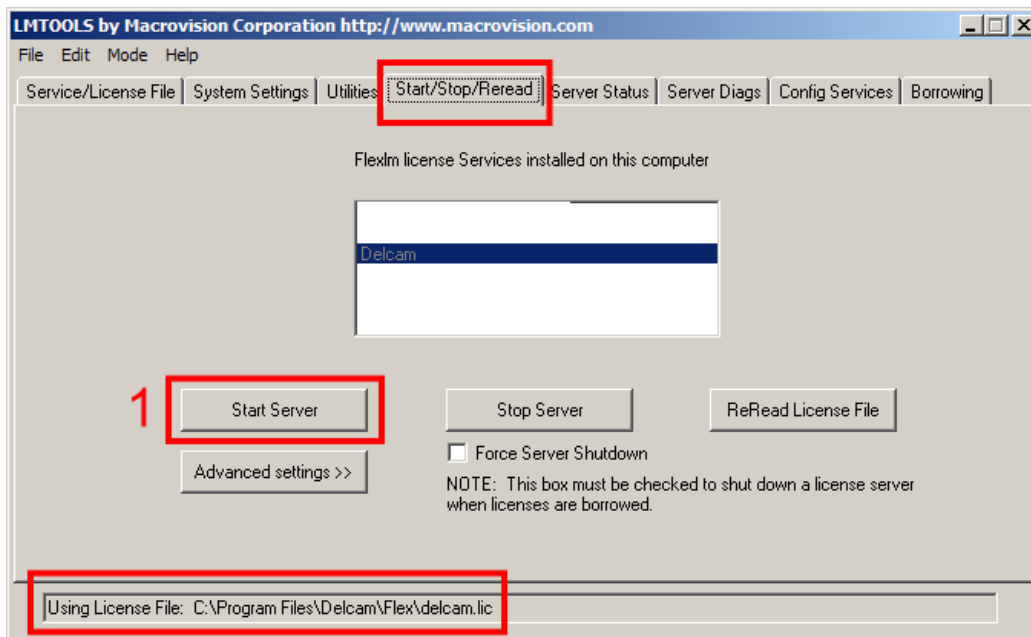 LMTOOLS by Macrovision Corporation http://www.macrovision.com
File Edit Mode Help
Service/License File System Settings Utilities Start/Stop/Reread Server Status Server Diags Config Services Borrowing
Flexlm license Services installed on this computer
Delcam
1 Start Server Stop Server ReRead License File
Force Server Shutdown
Advanced settings >>
NOTE: This box must be checked to shut down a license server
when licenses are borrowed.
Using License File: C:\Program Files\Delcam\Flex\delcam.lic